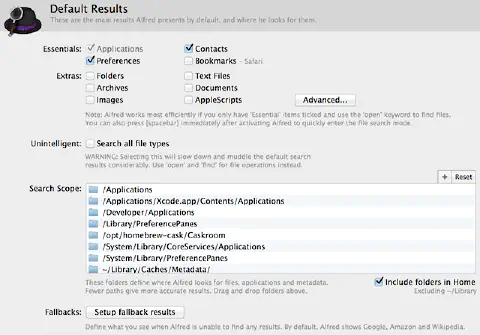 Default Results
These are the main results Alfred presents by default, and where he looks for them.
Essentials: Applications Contacts
Preferences Bookmarks - Safari
Extras: Folders Text Files
Archives Documents
Images AppleScripts Advanced...
Note: Alfred works most efficiently if you only have 'Essential' items ticked and use the 'open' keyword to find files.
You can also press [spacebar] immediately after activating Alfred to quickly enter the file search mode.
Unintelligent: Search all file types
WARNING: Selecting this will slow down and muddle the default search
results considerably. Use 'open' and 'find' for file operations instead.
+ Reset
Search Scope: /Applications
/Applications/Xcode.app/Contents/Applications
/Developer/Applications
/Library/PreferencePanes
/opt/homebrew-cask/Caskroom
/System/Library/CoreServices/Applications
/System/Library/PreferencePanes
~/Library/Caches/Metadata/
These folders define where Alfred looks for files, applications and metadata.
Fewer paths give more accurate results. Drag and drop folders above.
Include folders in Home
Excluding ~/Library
Fallbacks: Setup fallback results
Define what you see when Alfred is unable to find any results. By default, Alfred shows Google, Amazon and Wikipedia.